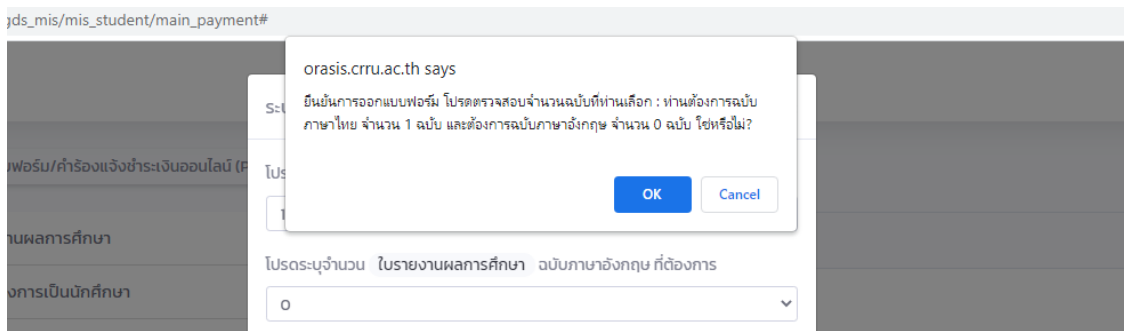 gds_mis/mis_student/main_payment#
orasis.crru.ac.th says
ยืนยันการออกแบบฟอร์ม โปรดตรวจสอบจำนวนฉบับที่ท่านเลือก : ท่านต้องการฉบับ
ภาษาไทย จำนวน 1 ฉบับ และต้องการฉบับภาษาอังกฤษ จำนวน 0 ฉบับ ใช่หรือไม่?
OK Cancel
บฟอร์ม/คำร้องแจ้งชำระเงินออนไลน์ (P
านผลการศึกษา
โปรดระบุจำนวน ใบรายงานผลการศึกษา ฉบับภาษาอังกฤษ ที่ต้องการ
งการเป็นนักศึกษา
0